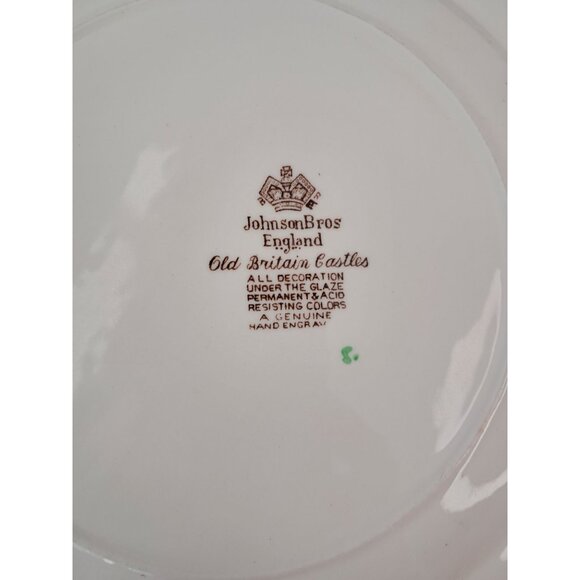 JohnsonBros
England
Old Britain Castles
ALL DECORATION
UNDER THE GLAZE
PERMANENT & ACID
RESISTING COLORS
A GENUINE
HAND ENGRAV